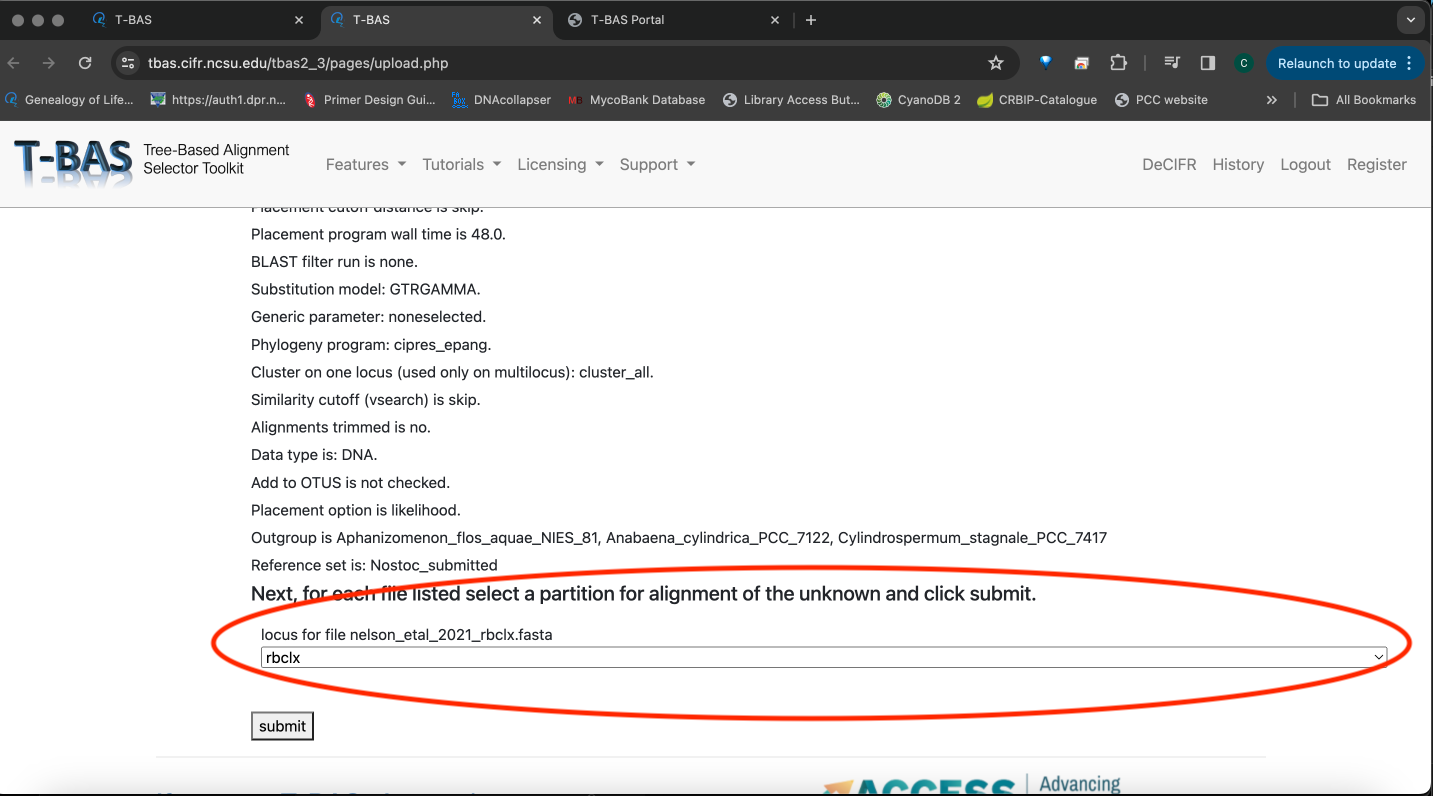 T-BAS
T-BAS
T-BAS Portal
tbas.cifr.ncsu.edu/tbas2_3/pages/upload.php
C
Relaunch to update
Genealogy of Life...
https://auth1.dpr.n...
Primer Design Gui...
DNAcollapser
MycoBank Database
Library Access But...
CyanoDB 2
CRBIP-Catalogue
PCC website
All Bookmarks
T-BAS
Tree-Based Alignment
Selector Toolkit
Features
Tutorials
Licensing
Support
DeCIFR
History
Logout
Register
Placement cutoff distance is skip.
Placement program wall time is 48.0.
BLAST filter run is none.
Substitution model: GTRGAMMA.
Generic parameter: noneselected.
Phylogeny program: cipres_epang.
Cluster on one locus (used only on multilocus): cluster_all.
Similarity cutoff (vsearch) is skip.
Alignments trimmed is no.
Data type is: DNA.
Add to OTUS is not checked.
Placement option is likelihood.
Outgroup is Aphanizomenon_flos_aquae_NIES_81, Anabaena_cylindrica_PCC_7122, Cylindrospermum_stagnale_PCC_7417
Reference set is: Nostoc_submitted
Next, for each file listed select a partition for alignment of the unknown and click submit.
locus for file nelson_etal_2021_rbclx.fasta
rbclx
submit
ACCESS
Advancing